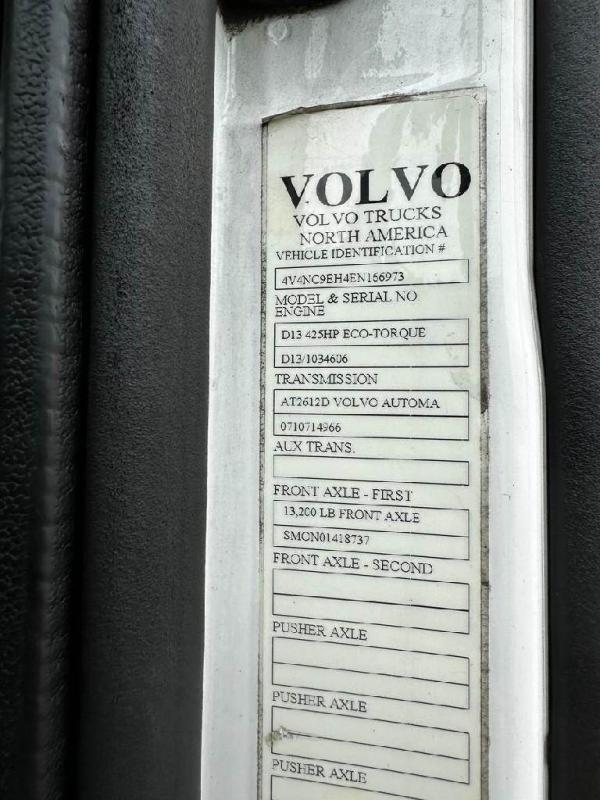 VOLVO
VOLVO TRUCKS
NORTH AMERICA
VEHICLE IDENTIFICATION #
4V4NC9EH4EN166973
MODEL & SERIAL NO
ENGINE
D13 425HP ECO-TORQUE
D13/1034606
TRANSMISSION
AT2612D VOLVO AUTOMA
0710714966
AUX TRANS.
FRONT AXLE - FIRST
13,200 LB FRONT AXLE
SMON01418737
FRONT AXLE - SECOND
PUSHER AXLE
PUSHER AXLE
PUSHER AXLE